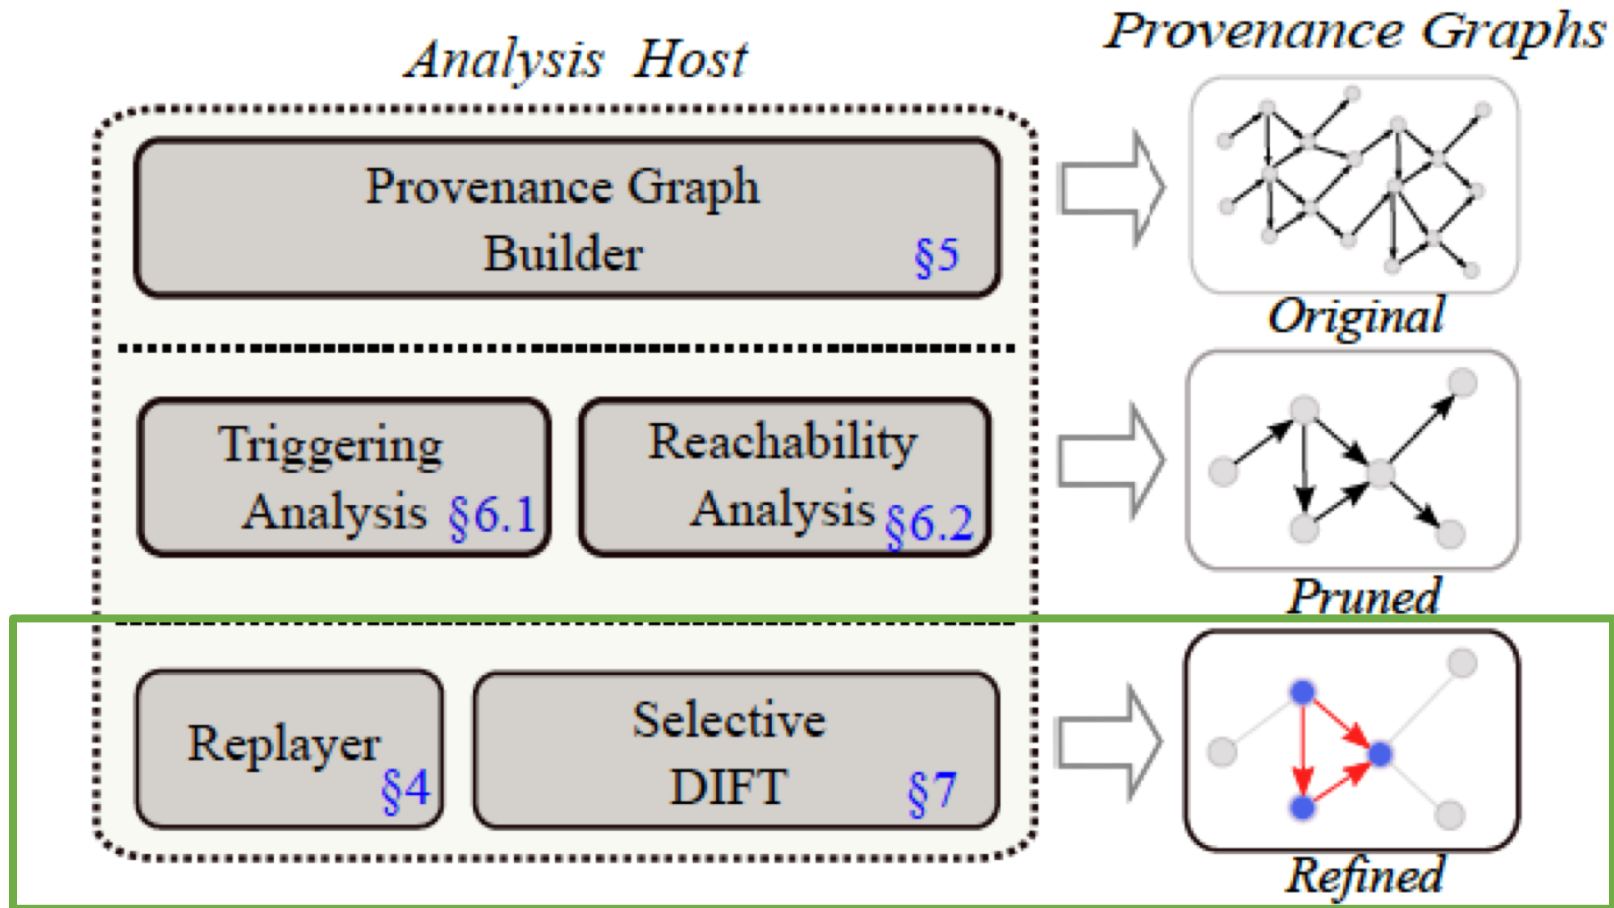 Analysis Host
Provenance Graphs
Provenance Graph
Builder §5
Original
Triggering
Analysis §6.1
Reachability
Analysis §6.2
Pruned
Replayer
§4
Selective
DIFT §7
Refined